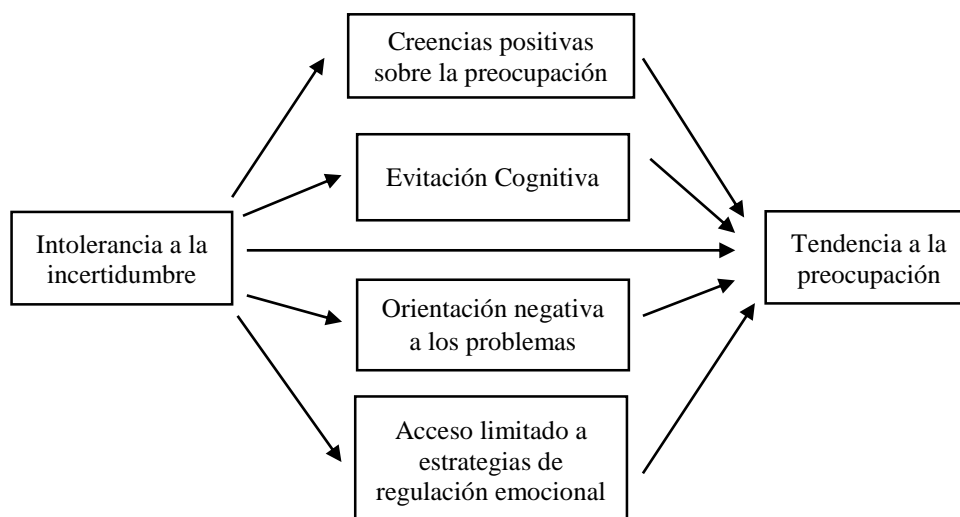 Creencias positivas
sobre la preocupación
Evitación Cognitiva
Intolerancia a la
incertidumbre
Tendencia a la
preocupación
Orientación negativa
a los problemas
Acceso limitado a
estrategias de
regulación emocional